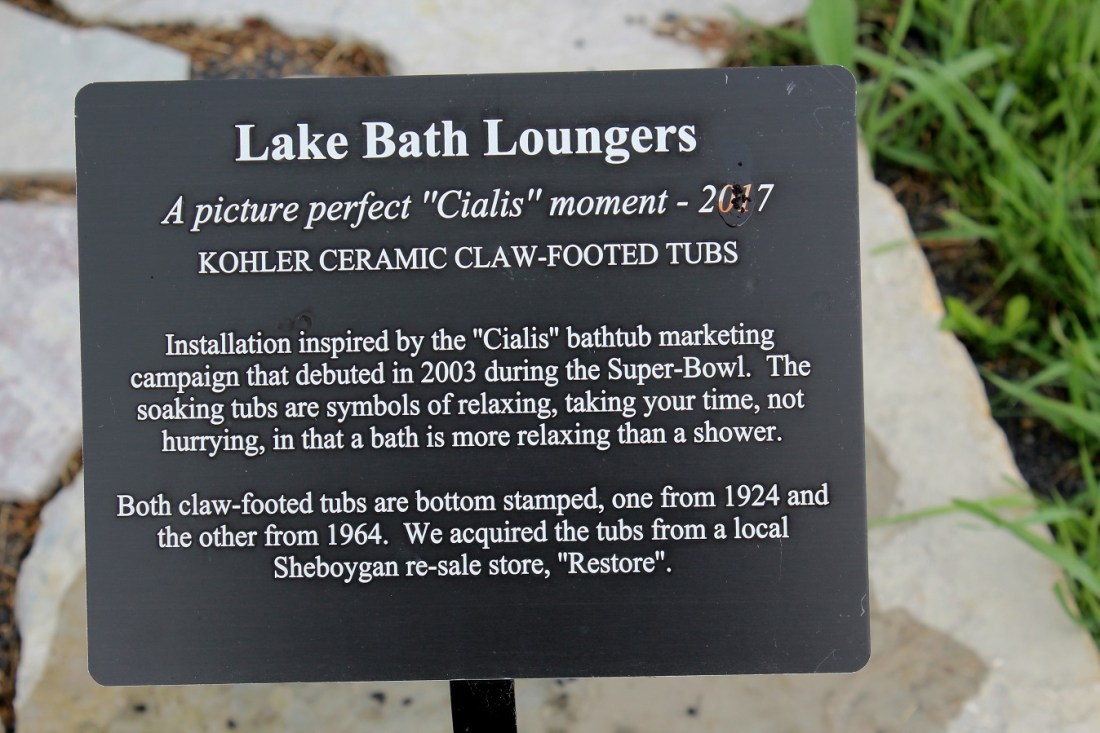 Lake Bath Loungers
A picture perfect "Cialis" moment - 2017
KOHLER CERAMIC CLAW-FOOTED TUBS
Installation inspired by the "Cialis" bathtub marketing
campaign that debuted in 2003 during the Super-Bowl. The
soaking tubs are symbols of relaxing, taking your time, not
hurrying, in that a bath is more relaxing than a shower.
Both claw-footed tubs are bottom stamped, one from 1924 and
the other from 1964. We acquired the tubs from a local
Sheboygan re-sale store, "Restore".